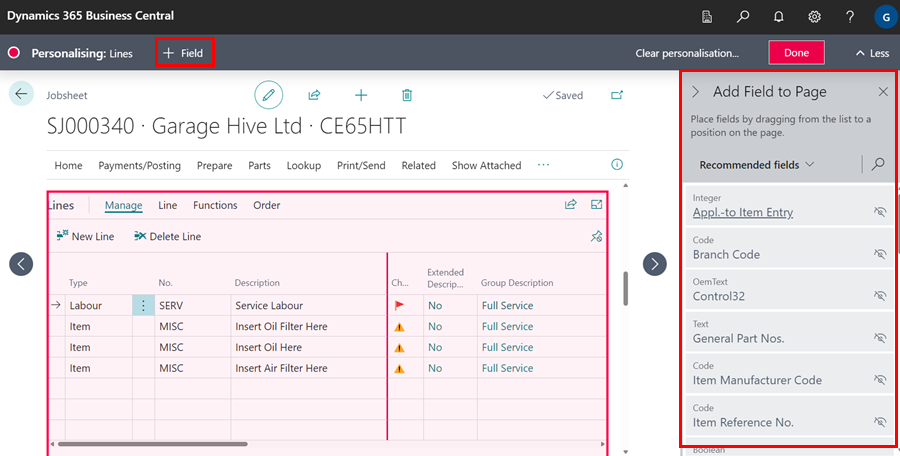 Dynamics 365 Business Central
G
Personalising: Lines
+ Field
Clear personalisation...
Done
Less
Jobsheet
Saved
SJ000340 · Garage Hive Ltd · CE65HTT
Home Payments/Posting Prepare Parts Lookup Print/Send Related Show Attached ...
Lines Manage Line Functions Order
New Line Delete Line
Type No. Description Ch... Extended Descrip... Group Description
Labour SERV Service Labour No Full Service
Item MISC Insert Oil Filter Here No Full Service
Item MISC Insert Oil Here No Full Service
Item MISC Insert Air Filter Here No Full Service
Add Field to Page
Place fields by dragging from the list to a
position on the page.
Recommended fields
Integer
Appl.-to Item Entry
Code
Branch Code
OemText
Control32
Text
General Part Nos.
Code
Item Manufacturer Code
Code
Item Reference No.
Boolean